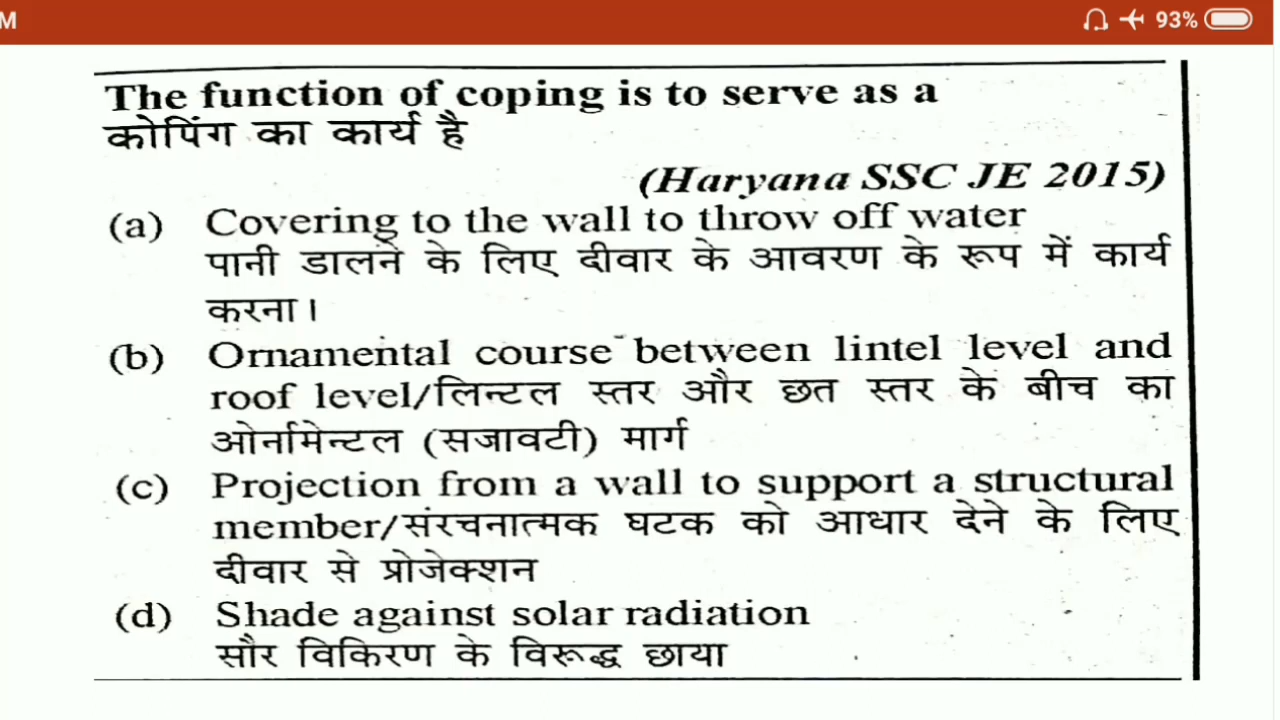 M 93%
The function of coping is to serve as a
कोपिंग का कार्य है
(Haryana SSC JE 2015)
(a) Covering to the wall to throw off water
पानी डालने के लिए दीवार के आवरण के रूप में कार्य
करना।
(b) Ornamental course between lintel level and
roof level/लिन्टल स्तर और छत स्तर के बीच का
ओर्नामेन्टल (सजावटी) मार्ग
(c) Projection from a wall to support a structural
member/संरचनात्मक घटक को आधार देने के लिए
दीवार से प्रोजेक्शन
(d) Shade against solar radiation
सौर विकिरण के विरूद्ध छाया